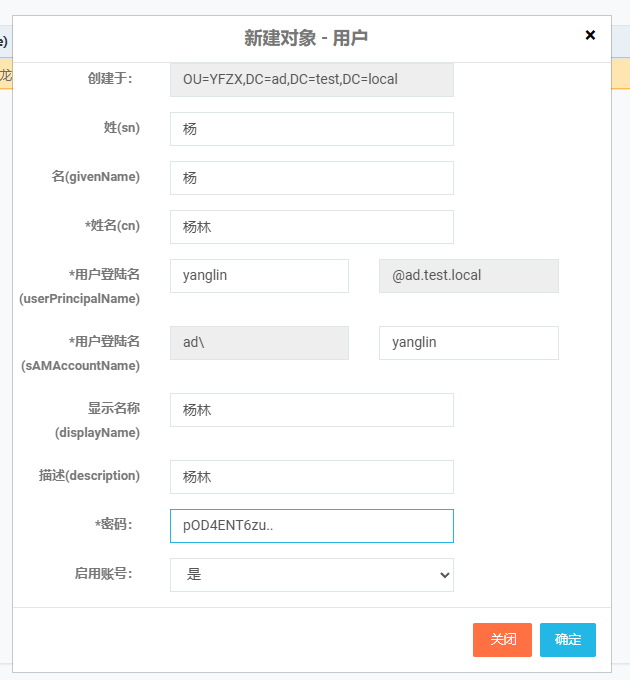 新建对象 - 用户
×
e)
龙
创建于：
OU=YFZX,DC=ad,DC=test,DC=local
姓(sn)
杨
名(givenName)
杨
*姓名(cn)
杨林
*用户登陆名
(userPrincipalName)
yanglin
@ad.test.local
*用户登陆名
(sAMAccountName)
ad\
yanglin
显示名称
(displayName)
杨林
描述(description)
杨林
*密码：
pOD4ENT6zu..
启用账号：
是
关闭
确定